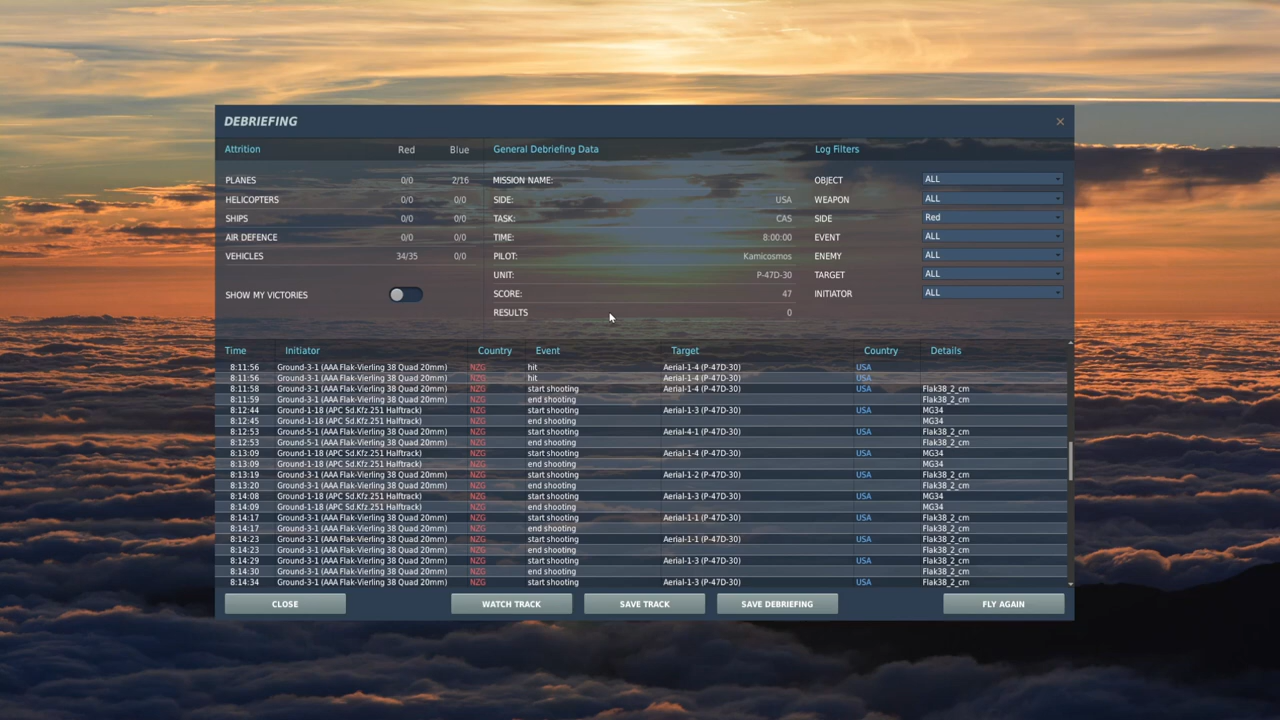 DEBRIEFING
Attrition Red Blue General Debriefing Data Log Filters
PLANES 0/0 2/16 MISSION NAME: OBJECT ALL
HELICOPTERS 0/0 0/0 SIDE: USA WEAPON ALL
SHIPS 0/0 0/0 TASK: CAS SIDE Red
AIR DEFENCE 0/0 0/0 TIME: 8:00:00 EVENT ALL
VEHICLES 34/35 0/0 PILOT: Kamicosmos ENEMY ALL
UNIT: P-47D-30 TARGET ALL
SHOW MY VICTORIES SCORE: 47 INITIATOR ALL
RESULTS 0
Time Initiator Country Event Target Country Details
8:11:56 Ground-3-1 (AAA Flak-Vierling 38 Quad 20mm) NZG hit Aerial-1-4 (P-47D-30) USA
8:11:56 Ground-3-1 (AAA Flak-Vierling 38 Quad 20mm) NZG hit Aerial-1-4 (P-47D-30) USA
8:11:58 Ground-3-1 (AAA Flak-Vierling 38 Quad 20mm) NZG start shooting Aerial-1-4 (P-47D-30) USA Flak38_2_cm
8:11:59 Ground-3-1 (AAA Flak-Vierling 38 Quad 20mm) NZG end shooting Flak38_2_cm
8:12:44 Ground-1-18 (APC Sd.Kfz.251 Halftrack) NZG start shooting Aerial-1-3 (P-47D-30) USA MG34
8:12:45 Ground-1-18 (APC Sd.Kfz.251 Halftrack) NZG end shooting MG34
8:12:53 Ground-5-1 (AAA Flak-Vierling 38 Quad 20mm) NZG start shooting Aerial-4-1 (P-47D-30) USA Flak38_2_cm
8:12:53 Ground-5-1 (AAA Flak-Vierling 38 Quad 20mm) NZG end shooting Flak38_2_cm
8:13:09 Ground-1-18 (APC Sd.Kfz.251 Halftrack) NZG start shooting Aerial-1-4 (P-47D-30) USA MG34
8:13:09 Ground-1-18 (APC Sd.Kfz.251 Halftrack) NZG end shooting MG34
8:13:19 Ground-3-1 (AAA Flak-Vierling 38 Quad 20mm) NZG start shooting Aerial-1-2 (P-47D-30) USA Flak38_2_cm
8:13:20 Ground-3-1 (AAA Flak-Vierling 38 Quad 20mm) NZG end shooting Flak38_2_cm
8:14:08 Ground-1-18 (APC Sd.Kfz.251 Halftrack) NZG start shooting Aerial-1-3 (P-47D-30) USA MG34
8:14:09 Ground-1-18 (APC Sd.Kfz.251 Halftrack) NZG end shooting MG34
8:14:17 Ground-3-1 (AAA Flak-Vierling 38 Quad 20mm) NZG start shooting Aerial-1-1 (P-47D-30) USA Flak38_2_cm
8:14:17 Ground-3-1 (AAA Flak-Vierling 38 Quad 20mm) NZG end shooting Flak38_2_cm
8:14:23 Ground-3-1 (AAA Flak-Vierling 38 Quad 20mm) NZG start shooting Aerial-1-1 (P-47D-30) USA Flak38_2_cm
8:14:23 Ground-3-1 (AAA Flak-Vierling 38 Quad 20mm) NZG end shooting Flak38_2_cm
8:14:29 Ground-3-1 (AAA Flak-Vierling 38 Quad 20mm) NZG start shooting Aerial-1-3 (P-47D-30) USA Flak38_2_cm
8:14:30 Ground-3-1 (AAA Flak-Vierling 38 Quad 20mm) NZG end shooting Flak38_2_cm
8:14:34 Ground-3-1 (AAA Flak-Vierling 38 Quad 20mm) NZG start shooting Aerial-1-3 (P-47D-30) USA Flak38_2_cm
CLOSE WATCH TRACK SAVE TRACK SAVE DEBRIEFING FLY AGAIN